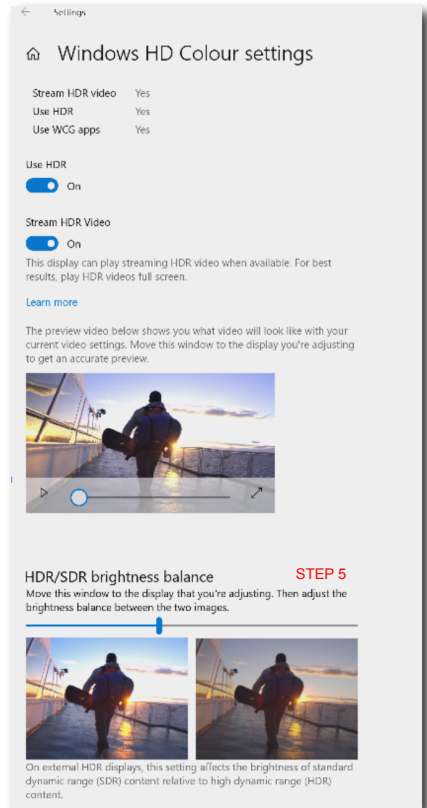 Settings
Windows HD Colour settings
Stream HDR video Yes
Use HDR Yes
Use WCG apps Yes
Use HDR
On
Stream HDR Video
On
This display can play streaming HDR video when available. For best
results, play HDR videos full screen.
Learn more
The preview video below shows you what video will look like with your
current video settings. Move this window to the display you're adjusting
to get an accurate preview.
HDR/SDR brightness balance STEP 5
Move this window to the display that you're adjusting. Then adjust the
brightness balance between the two images.
On external HDR displays, this setting affects the brightness of standard
dynamic range (SDR) content relative to high dynamic range (HDR)
content.